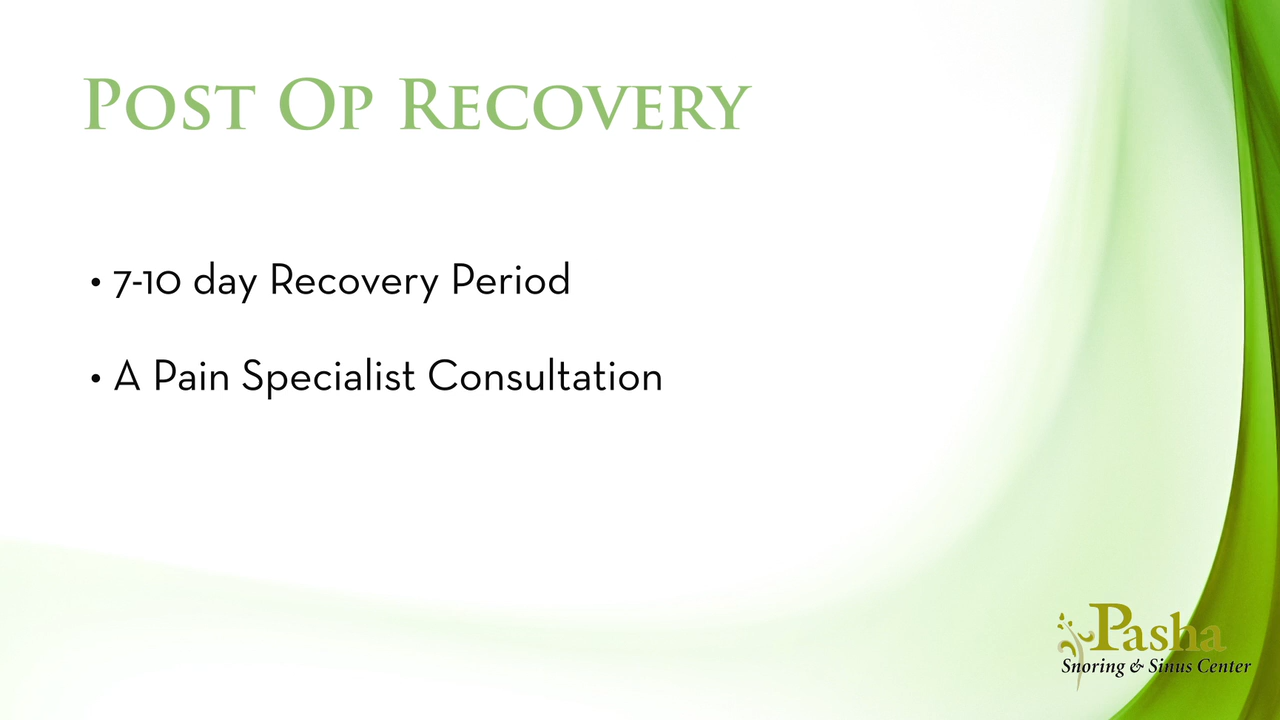 Post Op Recovery
• 7-10 day Recovery Period
• A Pain Specialist Consultation
Pasha
Snoring & Sinus Center